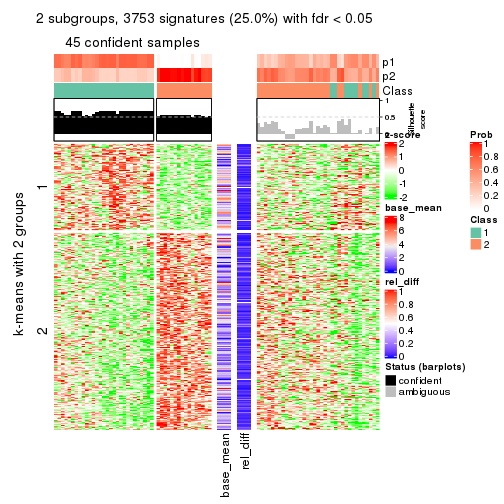 2 subgroups, 3753 signatures (25.0%) with fdr < 0.05
45 confident samples
p1
p2
Class
1
0.5
0
Silhouette
score
z-score
2
1
0
-1
-2
base_mean
8
6
4
2
0
rel_diff
1
0.8
0.6
0.4
0.2
0
Status (barplots)
confident
ambiguous
Prob
1
0.8
0.6
0.4
0.2
0
Class
1
2
k-means with 2 groups
1
2
base_mean
rel_diff